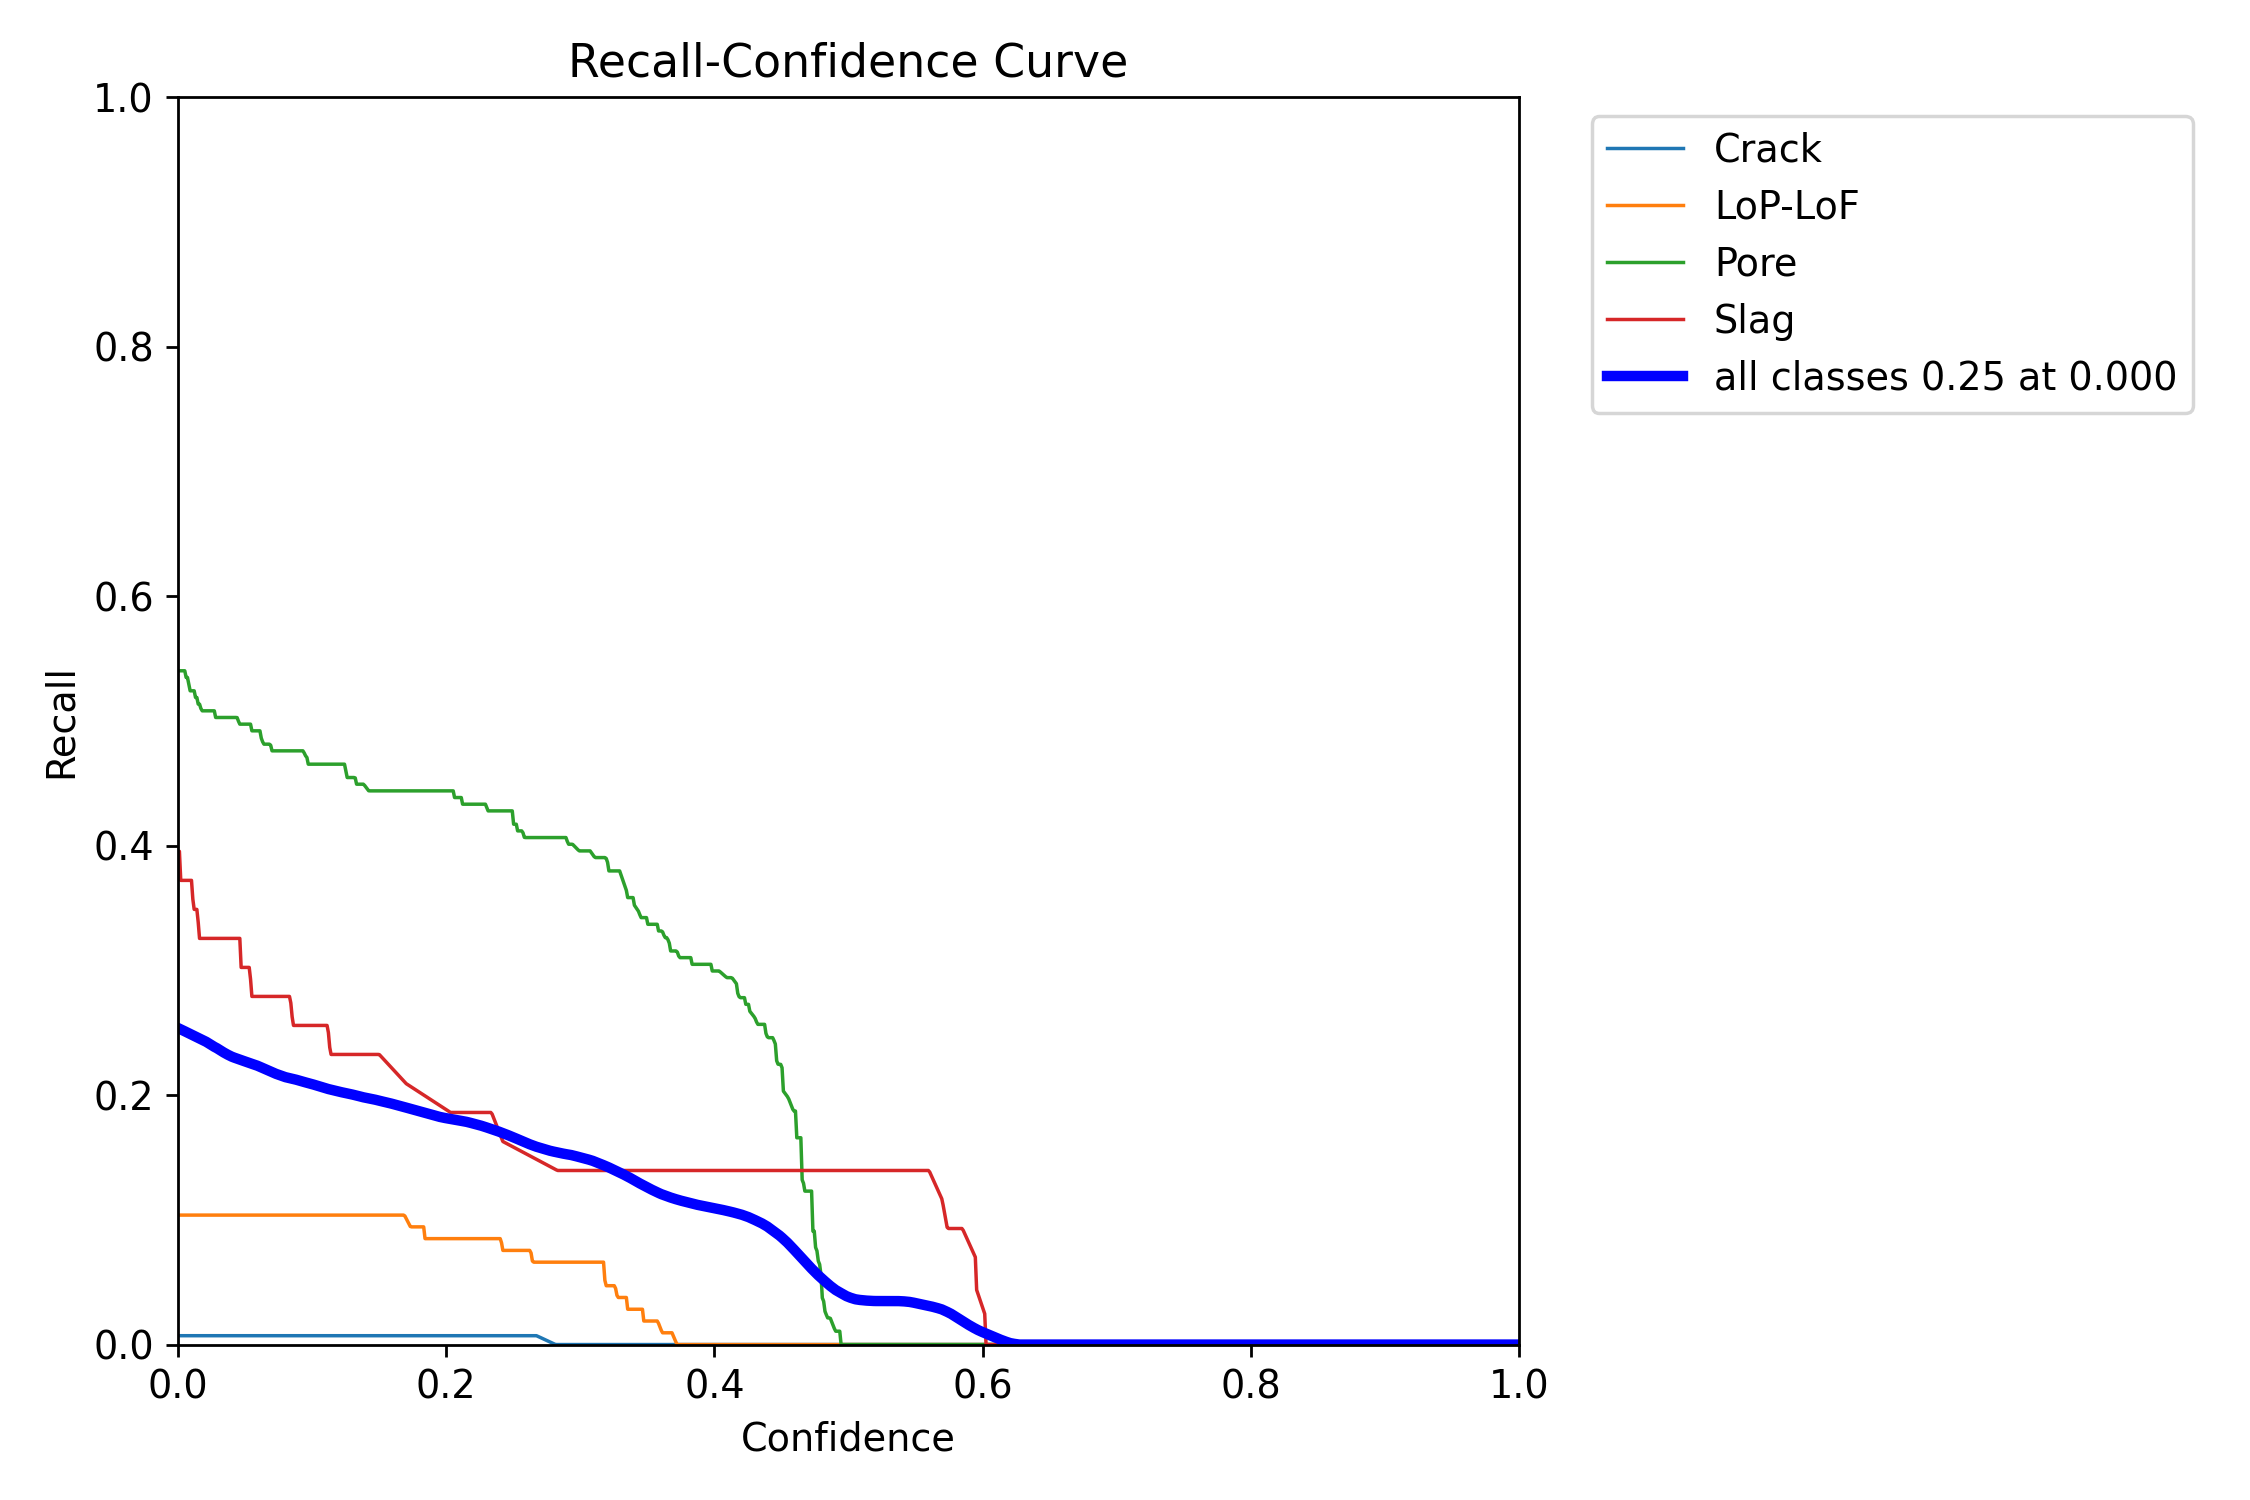 Recall-Confidence Curve
1.0
0.8
0.6
0.4
0.2
0.0
Recall
0.0 0.2 0.4 0.6 0.8 1.0
Confidence
Crack
LoP-LoF
Pore
Slag
all classes 0.25 at 0.000